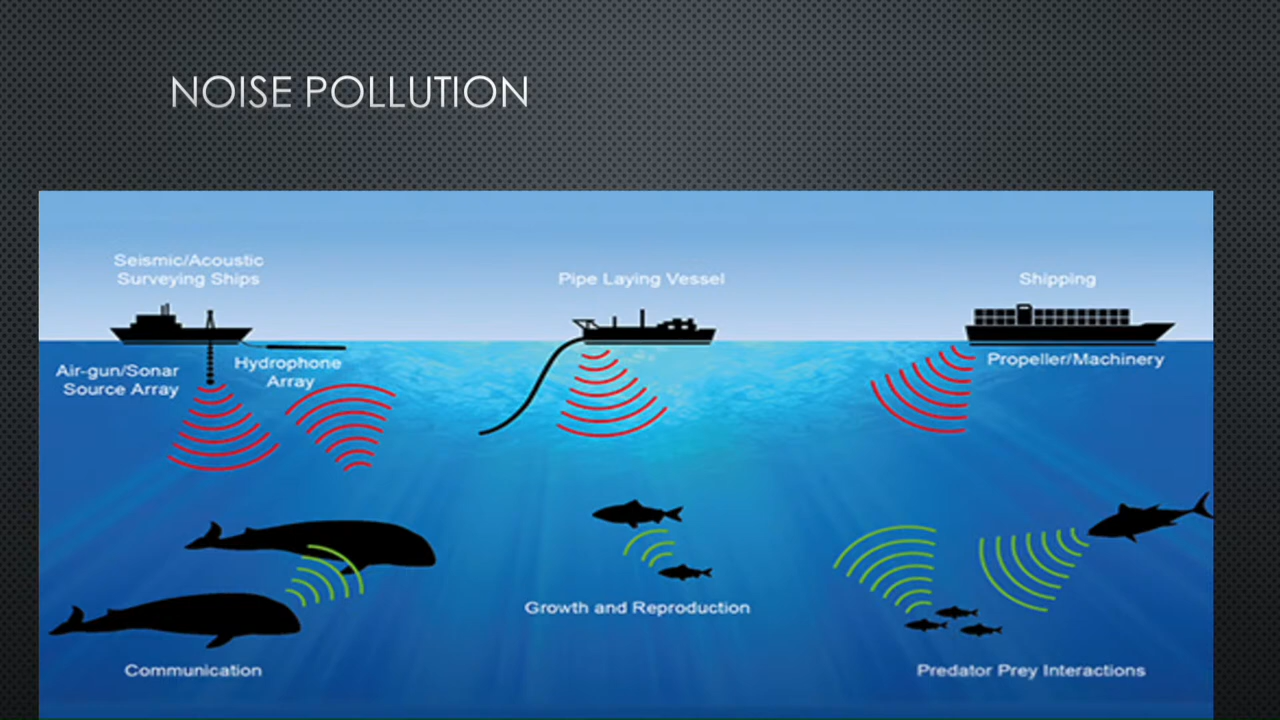 NOISE POLLUTION
Seismic/Acoustic
Surveying Ships
Pipe Laying Vessel
Shipping
Air-gun/Sonar
Source Array
Hydrophone
Array
Propeller/Machinery
Growth and Reproduction
Communication
Predator Prey Interactions